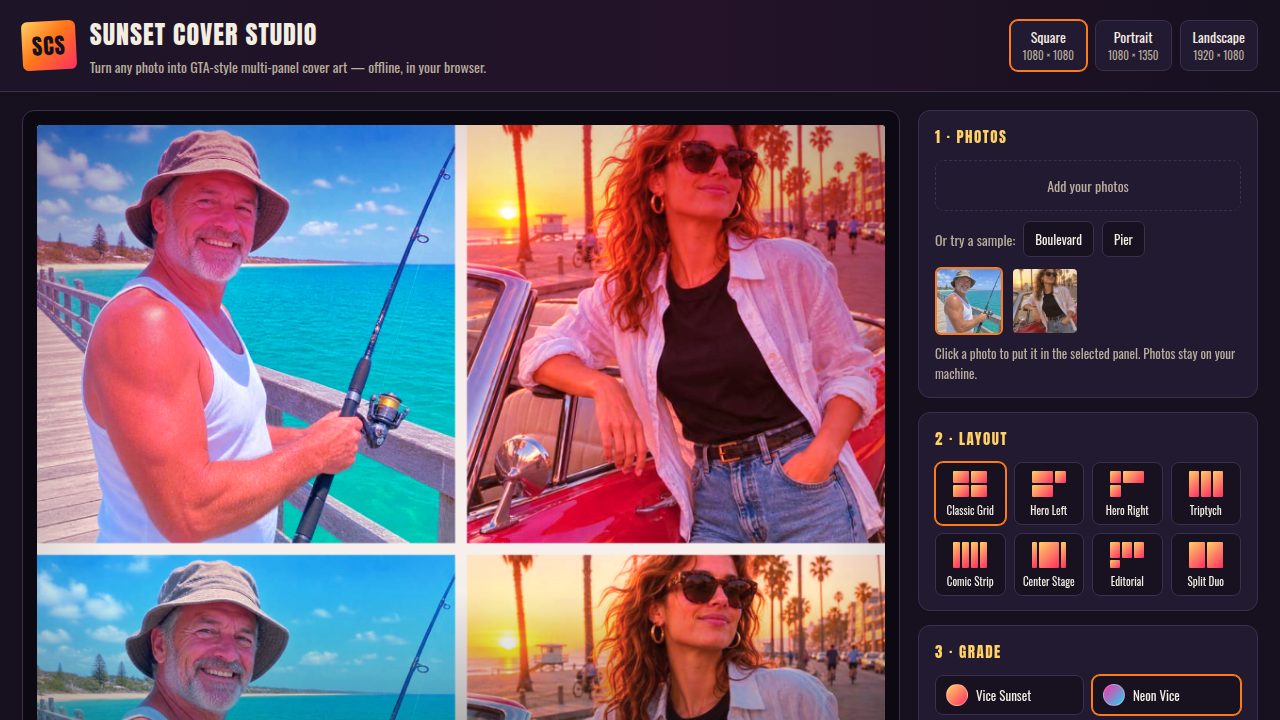 SCS
SUNSET COVER STUDIO
Turn any photo into GTA-style multi-panel cover art — offline, in your browser.
Square
1080 × 1080
Portrait
1080 × 1350
Landscape
1920 × 1080
1 · PHOTOS
Add your photos
Or try a sample:
Boulevard
Pier
Click a photo to put it in the selected panel. Photos stay on your
machine.
2 · LAYOUT
Classic Grid
Hero Left
Hero Right
Triptych
Comic Strip
Center Stage
Editorial
Split Duo
3 · GRADE
Vice Sunset
Neon Vice